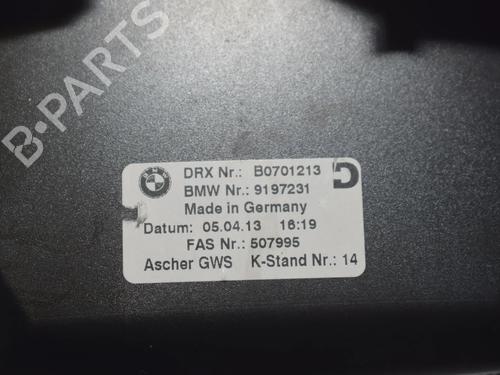 B-PARTS
DRX Nr.: B0701213
BMW Nr.: 9197231
Made in Germany
Datum: 05.04.13 16:19
FAS Nr.: 507995
Ascher GWS K-Stand Nr.: 14